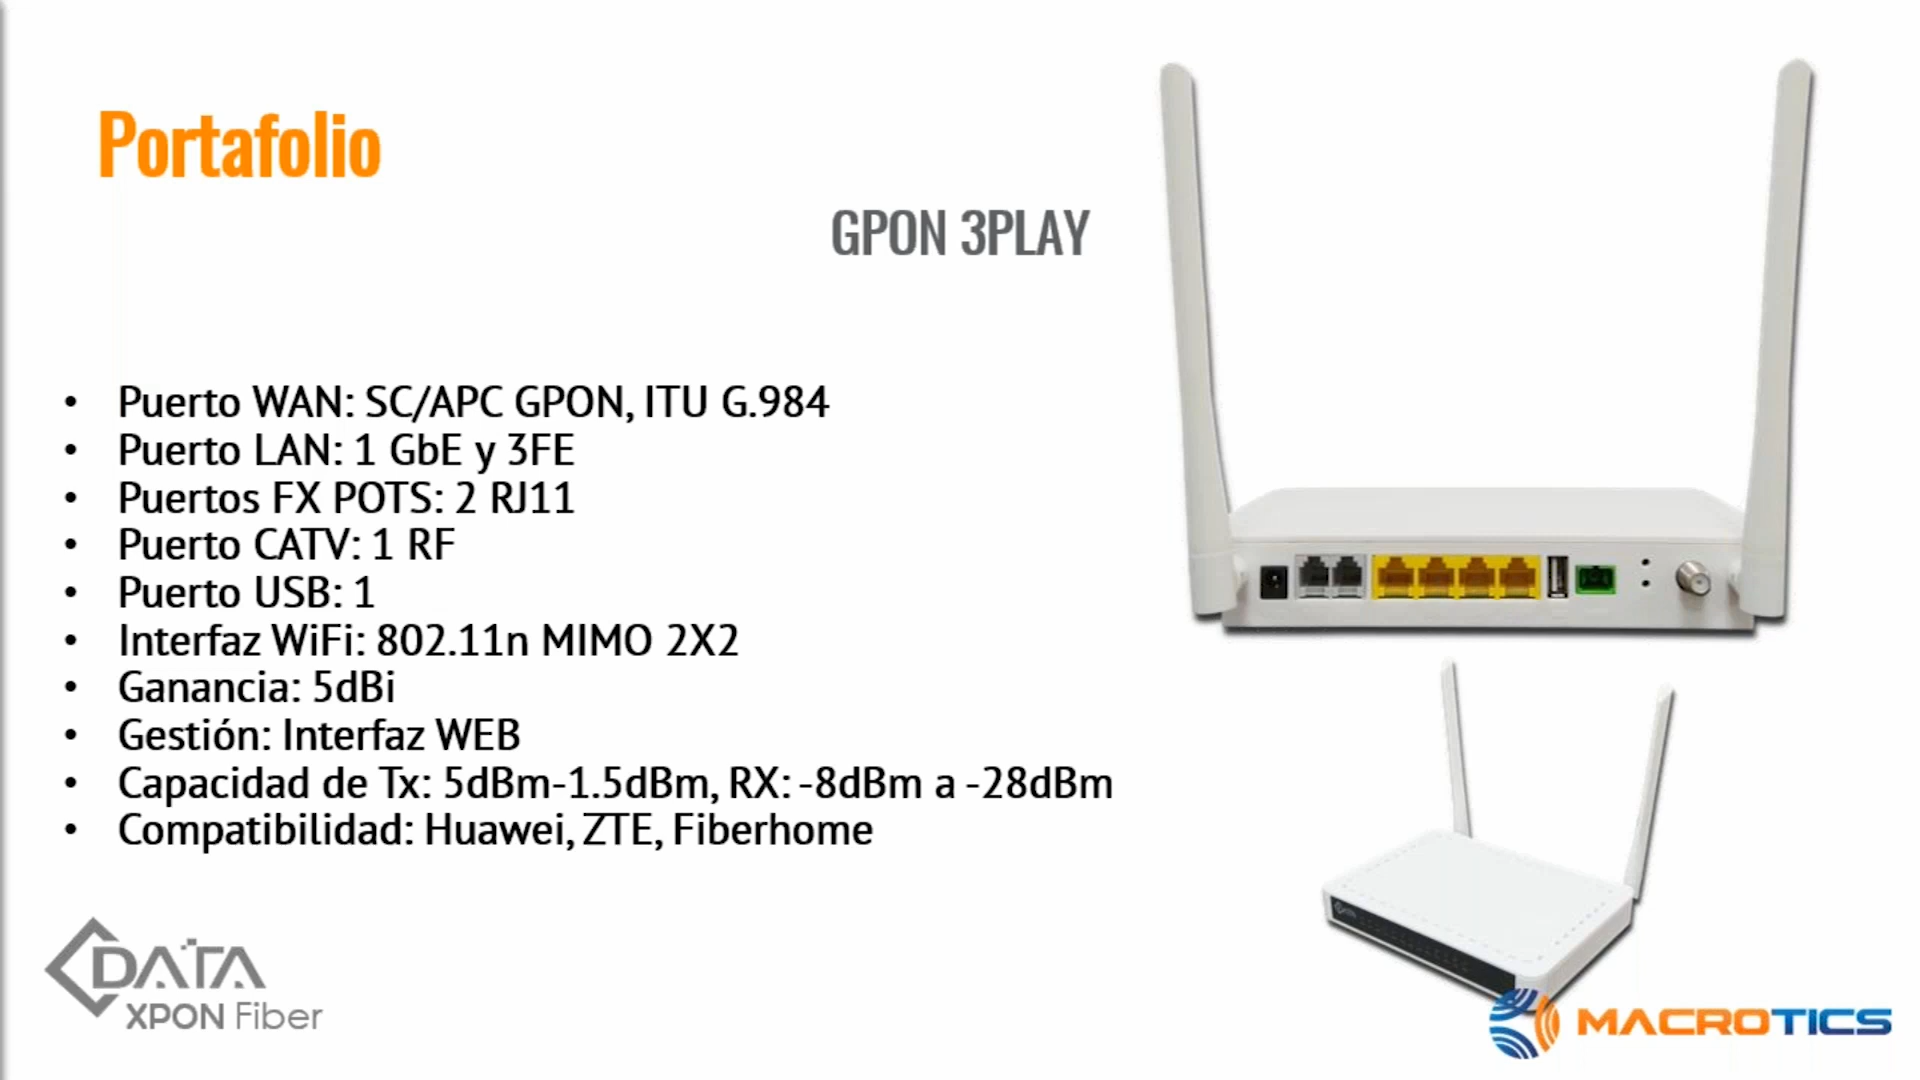 Portafolio
GPON 3PLAY
• Puerto WAN: SC/APC GPON, ITU G.984
• Puerto LAN: 1 GbE y 3FE
• Puertos FX POTS: 2 RJ11
• Puerto CATV: 1 RF
• Puerto USB: 1
• Interfaz WiFi: 802.11n MIMO 2X2
• Ganancia: 5dBi
• Gestión: Interfaz WEB
• Capacidad de Tx: 5dBm-1.5dBm, RX: -8dBm a -28dBm
• Compatibilidad: Huawei, ZTE, Fiberhome
CDATA
XPON Fiber
MACROTICS